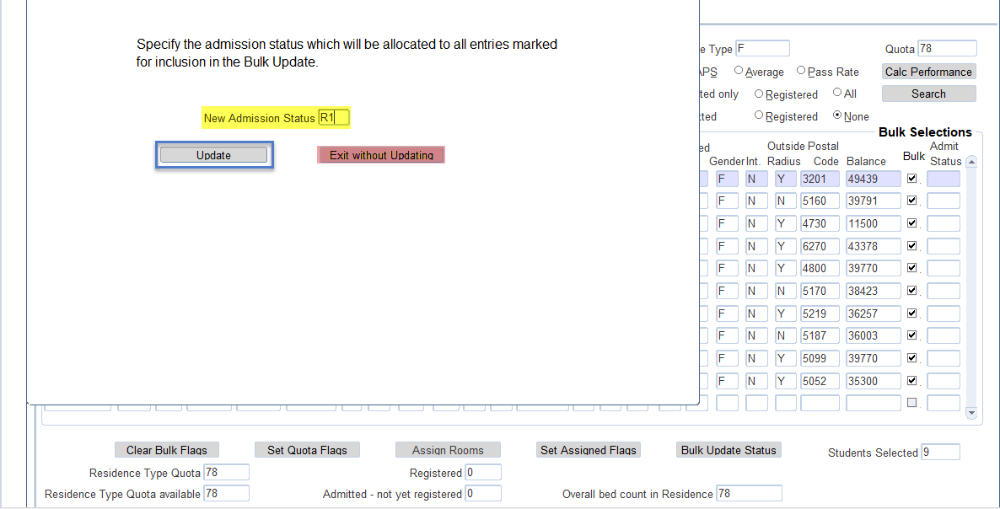 Specify the admission status which will be allocated to all entries marked
for inclusion in the Bulk Update.
New Admission Status R1
Update Exit without Updating
e Type F Quota 78
APS Average Pass Rate Calc Performance
ted only Registered All Search
tted Registered None
Bulk Selections
ed Outside Postal Admit
Gender Int. Radius Code Balance Bulk Status
F N Y 3201 49439
F N N 5160 39791
F N Y 4730 11500
F N Y 6270 43378
F N Y 4800 39770
F N N 5170 38423
F N Y 5219 36257
F N N 5187 36003
F N Y 5099 39770
F N Y 5052 35300
Clear Bulk Flags Set Quota Flags Assign Rooms Set Assigned Flags Bulk Update Status Students Selected 9
Residence Type Quota 78 Registered 0
Residence Type Quota available 78 Admitted - not yet registered 0 Overall bed count in Residence 78